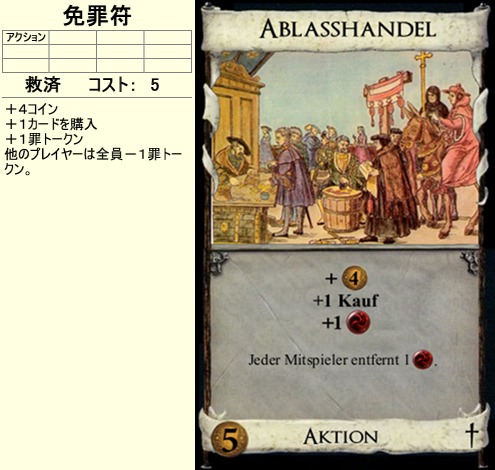 免罪符
アクション
救済 コスト: 5
＋4コイン
＋1カードを購入
＋1罪トークン
他のプレイヤーは全員－1罪トー
クン。
ABLASSHANDEL
+ 4
+1 Kauf
+1
Jeder Mitspieler entfernt 1 .
5 AKTION †